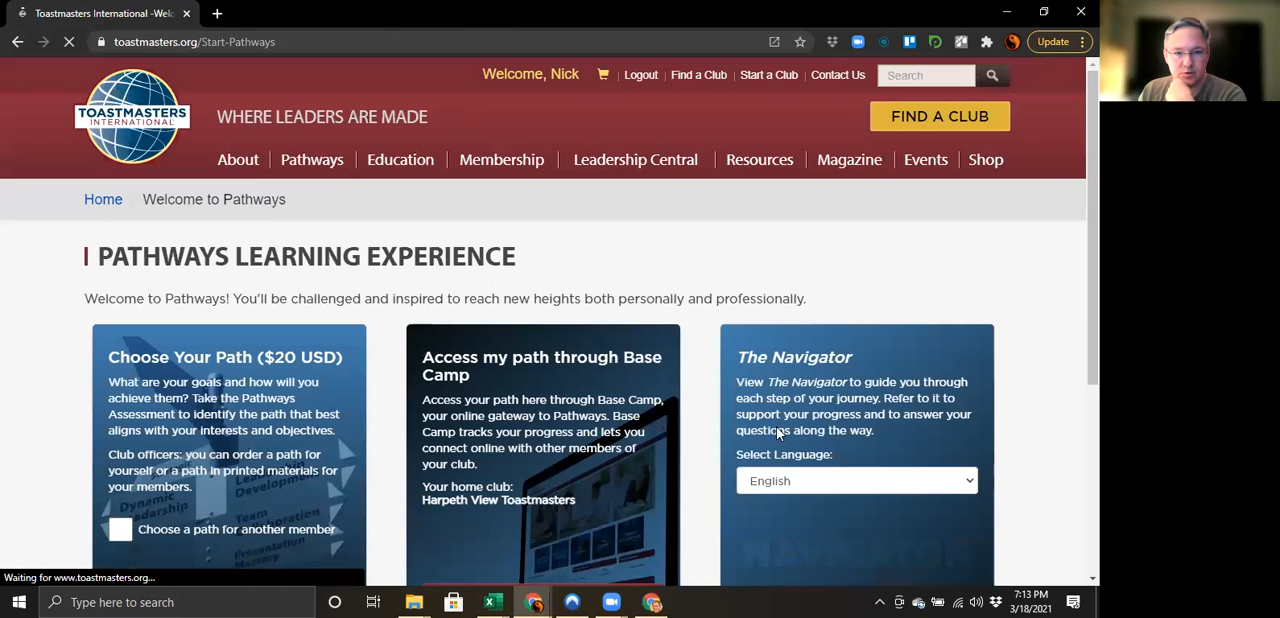 Toastmasters International -Welc
toastmasters.org/Start-Pathways
Update
Welcome, Nick
Logout
Find a Club
Start a Club
Contact Us
Search
TOASTMASTERS
INTERNATIONAL
WHERE LEADERS ARE MADE
FIND A CLUB
About
Pathways
Education
Membership
Leadership Central
Resources
Magazine
Events
Shop
Home
Welcome to Pathways
PATHWAYS LEARNING EXPERIENCE
Welcome to Pathways! You'll be challenged and inspired to reach new heights both personally and professionally.
Choose Your Path ($20 USD)
What are your goals and how will you
achieve them? Take the Pathways
Assessment to identify the path that best
aligns with your interests and objectives.
Club officers: you can order a path for
yourself or a path in printed materials for
your members.
Choose a path for another member
Access my path through Base
Camp
Access your path here through Base Camp,
your online gateway to Pathways. Base
Camp tracks your progress and lets you
connect online with other members of
your club.
Your home club:
Harpeth View Toastmasters
The Navigator
View The Navigator to guide you through
each step of your journey. Refer to it to
support your progress and to answer your
questions along the way.
Select Language:
English
Waiting for www.toastmasters.org...
Type here to search
7:13 PM
3/18/2021